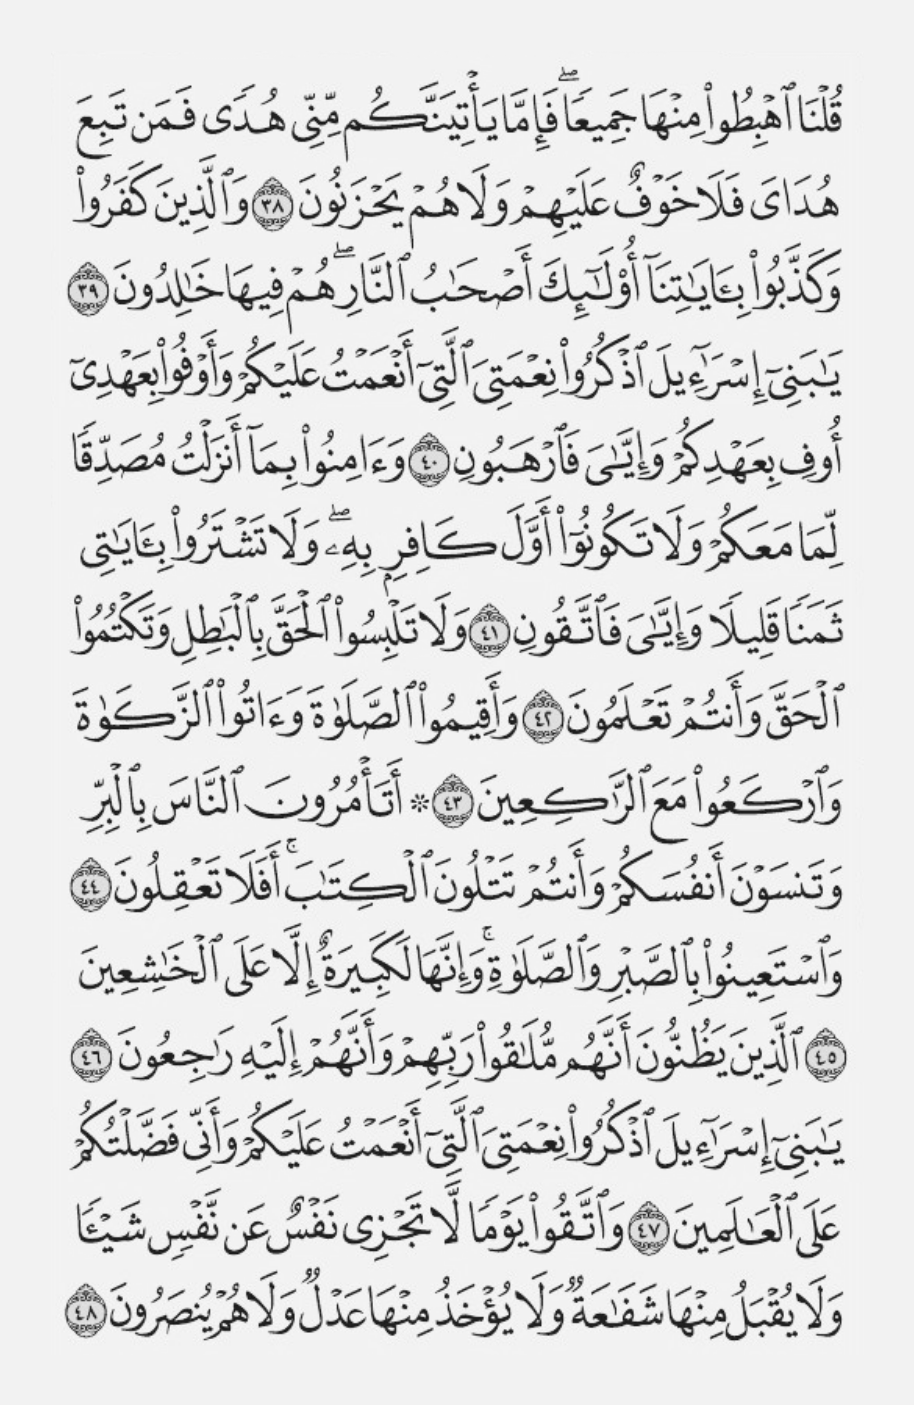 قُلْنَا ٱهْبِطُوا۟ مِنْهَا جَمِيعًۭا ۖ فَإِمَّا يَأْتِيَنَّكُم مِّنِّى هُدًۭى فَمَن تَبِعَ
هُدَاىَ فَلَا خَوْفٌ عَلَيْهِمْ وَلَا هُمْ يَحْزَنُونَ ٣٨ وَٱلَّذِينَ كَفَرُوا۟
وَكَذَّبُوا۟ بِـَٔايَـٰتِنَآ أُو۟لَـٰٓئِكَ أَصْحَـٰبُ ٱلنَّارِ ۖ هُمْ فِيهَا خَـٰلِدُونَ ٣٩
يَـٰبَنِىٓ إِسْرَٰٓءِيلَ ٱذْكُرُوا۟ نِعْمَتِىَ ٱلَّتِىٓ أَنْعَمْتُ عَلَيْكُمْ وَأَوْفُوا۟ بِعَهْدِىٓ
أُوفِ بِعَهْدِكُمْ وَإِيَّـٰىَ فَٱرْهَبُونِ ٤٠ وَءَامِنُوا۟ بِمَآ أَنزَلْتُ مُصَدِّقًۭا
لِّمَا مَعَكُمْ وَلَا تَكُونُوٓا۟ أَوَّلَ كَافِرٍۭ بِهِۦ ۖ وَلَا تَشْتَرُوا۟ بِـَٔايَـٰتِى
ثَمَنًۭا قَلِيلًۭا وَإِيَّـٰىَ فَٱتَّقُونِ ٤١ وَلَا تَلْبِسُوا۟ ٱلْحَقَّ بِٱلْبَـٰطِلِ وَتَكْتُمُوا۟
ٱلْحَقَّ وَأَنتُمْ تَعْلَمُونَ ٤٢ وَأَقِيمُوا۟ ٱلصَّلَوٰةَ وَءَاتُوا۟ ٱلزَّكَوٰةَ
وَٱرْكَعُوا۟ مَعَ ٱلرَّٰكِعِينَ ٤٣ ۞ أَتَأْمُرُونَ ٱلنَّاسَ بِٱلْبِرِّ
وَتَنسَوْنَ أَنفُسَكُمْ وَأَنتُمْ تَتْلُونَ ٱلْكِتَـٰبَ ۚ أَفَلَا تَعْقِلُونَ ٤٤
وَٱسْتَعِينُوا۟ بِٱلصَّبْرِ وَٱلصَّلَوٰةِ ۚ وَإِنَّهَا لَكَبِيرَةٌ إِلَّا عَلَى ٱلْخَـٰشِعِينَ
٤٥ ٱلَّذِينَ يَظُنُّونَ أَنَّهُم مُّلَـٰقُوا۟ رَبِّهِمْ وَأَنَّهُمْ إِلَيْهِ رَٰجِعُونَ ٤٦
يَـٰبَنِىٓ إِسْرَٰٓءِيلَ ٱذْكُرُوا۟ نِعْمَتِىَ ٱلَّتِىٓ أَنْعَمْتُ عَلَيْكُمْ وَأَنِّى فَضَّلْتُكُمْ
عَلَى ٱلْعَـٰلَمِينَ ٤٧ وَٱتَّقُوا۟ يَوْمًۭا لَّا تَجْزِى نَفْسٌ عَن نَّفْسٍۢ شَيْـًۭٔا
وَلَا يُقْبَلُ مِنْهَا شَفَـٰعَةٌۭ وَلَا يُؤْخَذُ مِنْهَا عَدْلٌۭ وَلَا هُمْ يُنصَرُونَ ٤٨